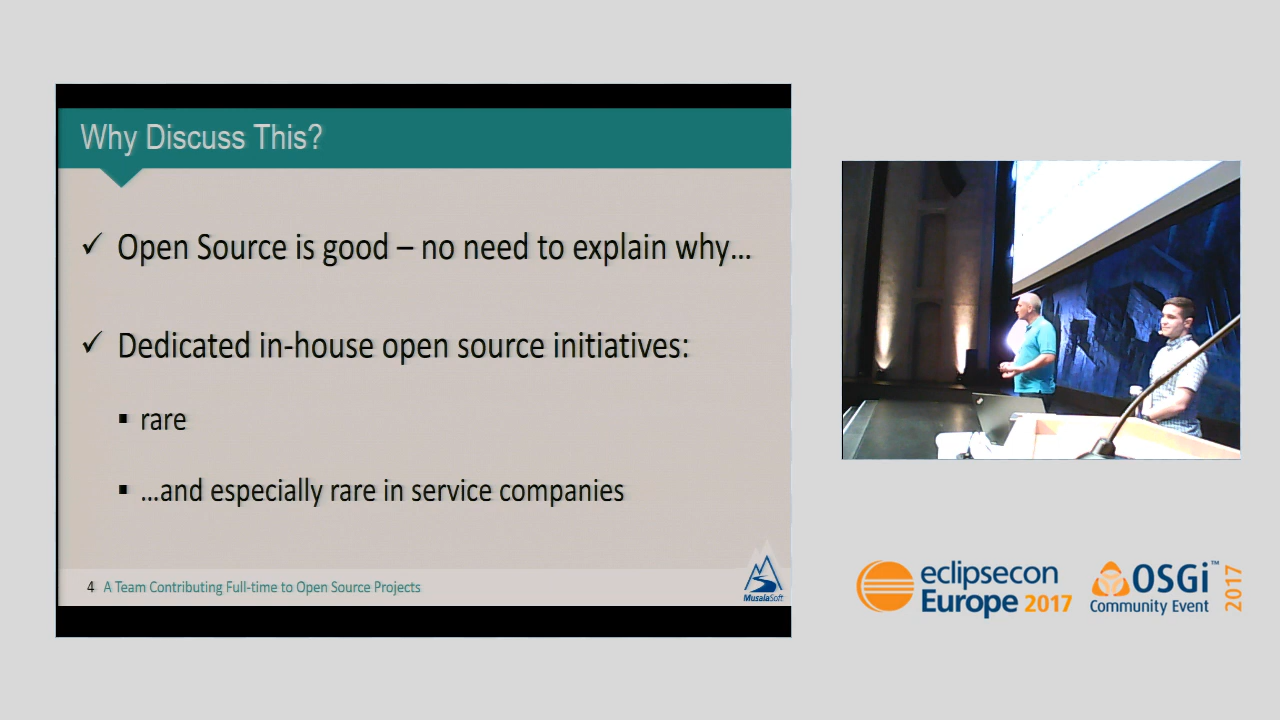 Why Discuss This?
✓ Open Source is good – no need to explain why...
✓ Dedicated in-house open source initiatives:
▪ rare
▪ ...and especially rare in service companies
4 A Team Contributing Full-time to Open Source Projects
MusalaSoft
eclipsecon
Europe 2017
OSGi™
Community Event
2017